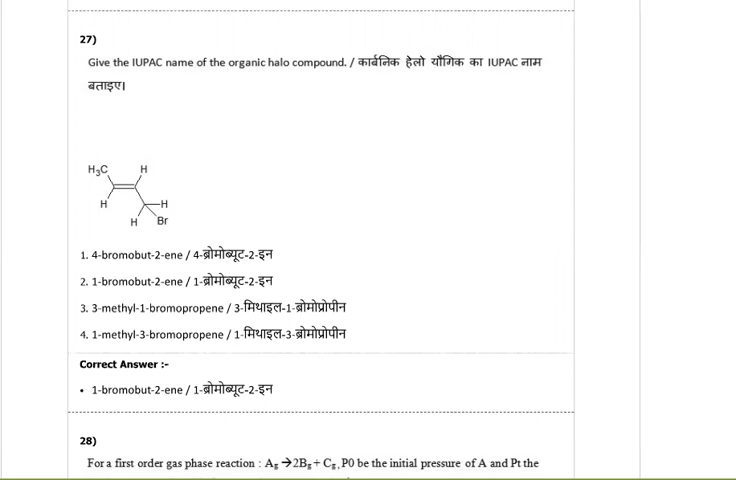 27)
Give the IUPAC name of the organic halo compound. / कार्बनिक हेलो यौगिक का IUPAC नाम
बताइए।
H₃C H
H H
H Br
1. 4-bromobut-2-ene / 4-ब्रोमोब्यूट-2-इन
2. 1-bromobut-2-ene / 1-ब्रोमोब्यूट-2-इन
3. 3-methyl-1-bromopropene / 3-मिथाइल-1-ब्रोमोप्रोपीन
4. 1-methyl-3-bromopropene / 1-मिथाइल-3-ब्रोमोप्रोपीन
Correct Answer :-
• 1-bromobut-2-ene / 1-ब्रोमोब्यूट-2-इन
28)
For a first order gas phase reaction : Ag →2Bg + Cg, P0 be the initial pressure of A and Pt the